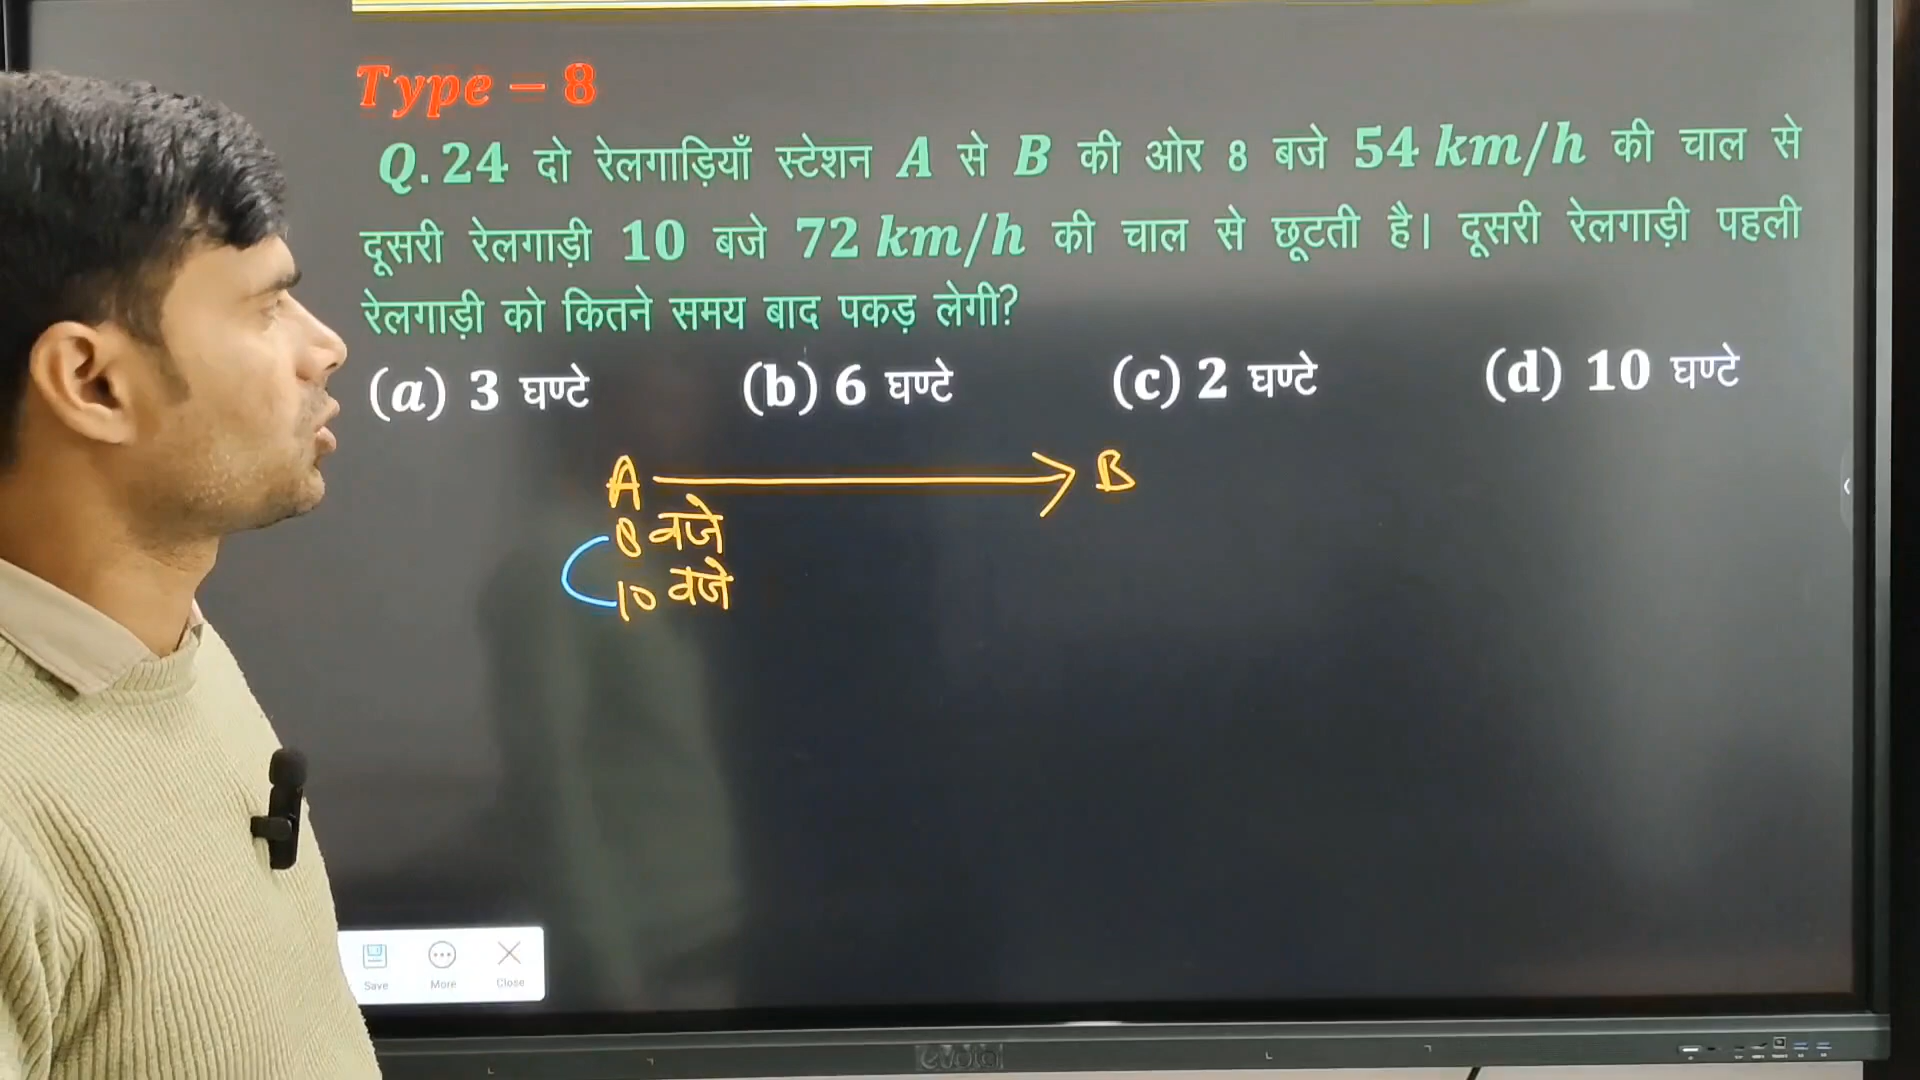 Type – 8
Q. 24 दो रेलगाड़ियाँ स्टेशन A से B की ओर 8 बजे 54 km/h की चाल से
दूसरी रेलगाड़ी 10 बजे 72 km/h की चाल से छूटती है। दूसरी रेलगाड़ी पहली
रेलगाड़ी को कितने समय बाद पकड़ लेगी?
(a) 3 घण्टे (b) 6 घण्टे (c) 2 घण्टे (d) 10 घण्टे
A B
8 बजे
10 बजे
Save More Close